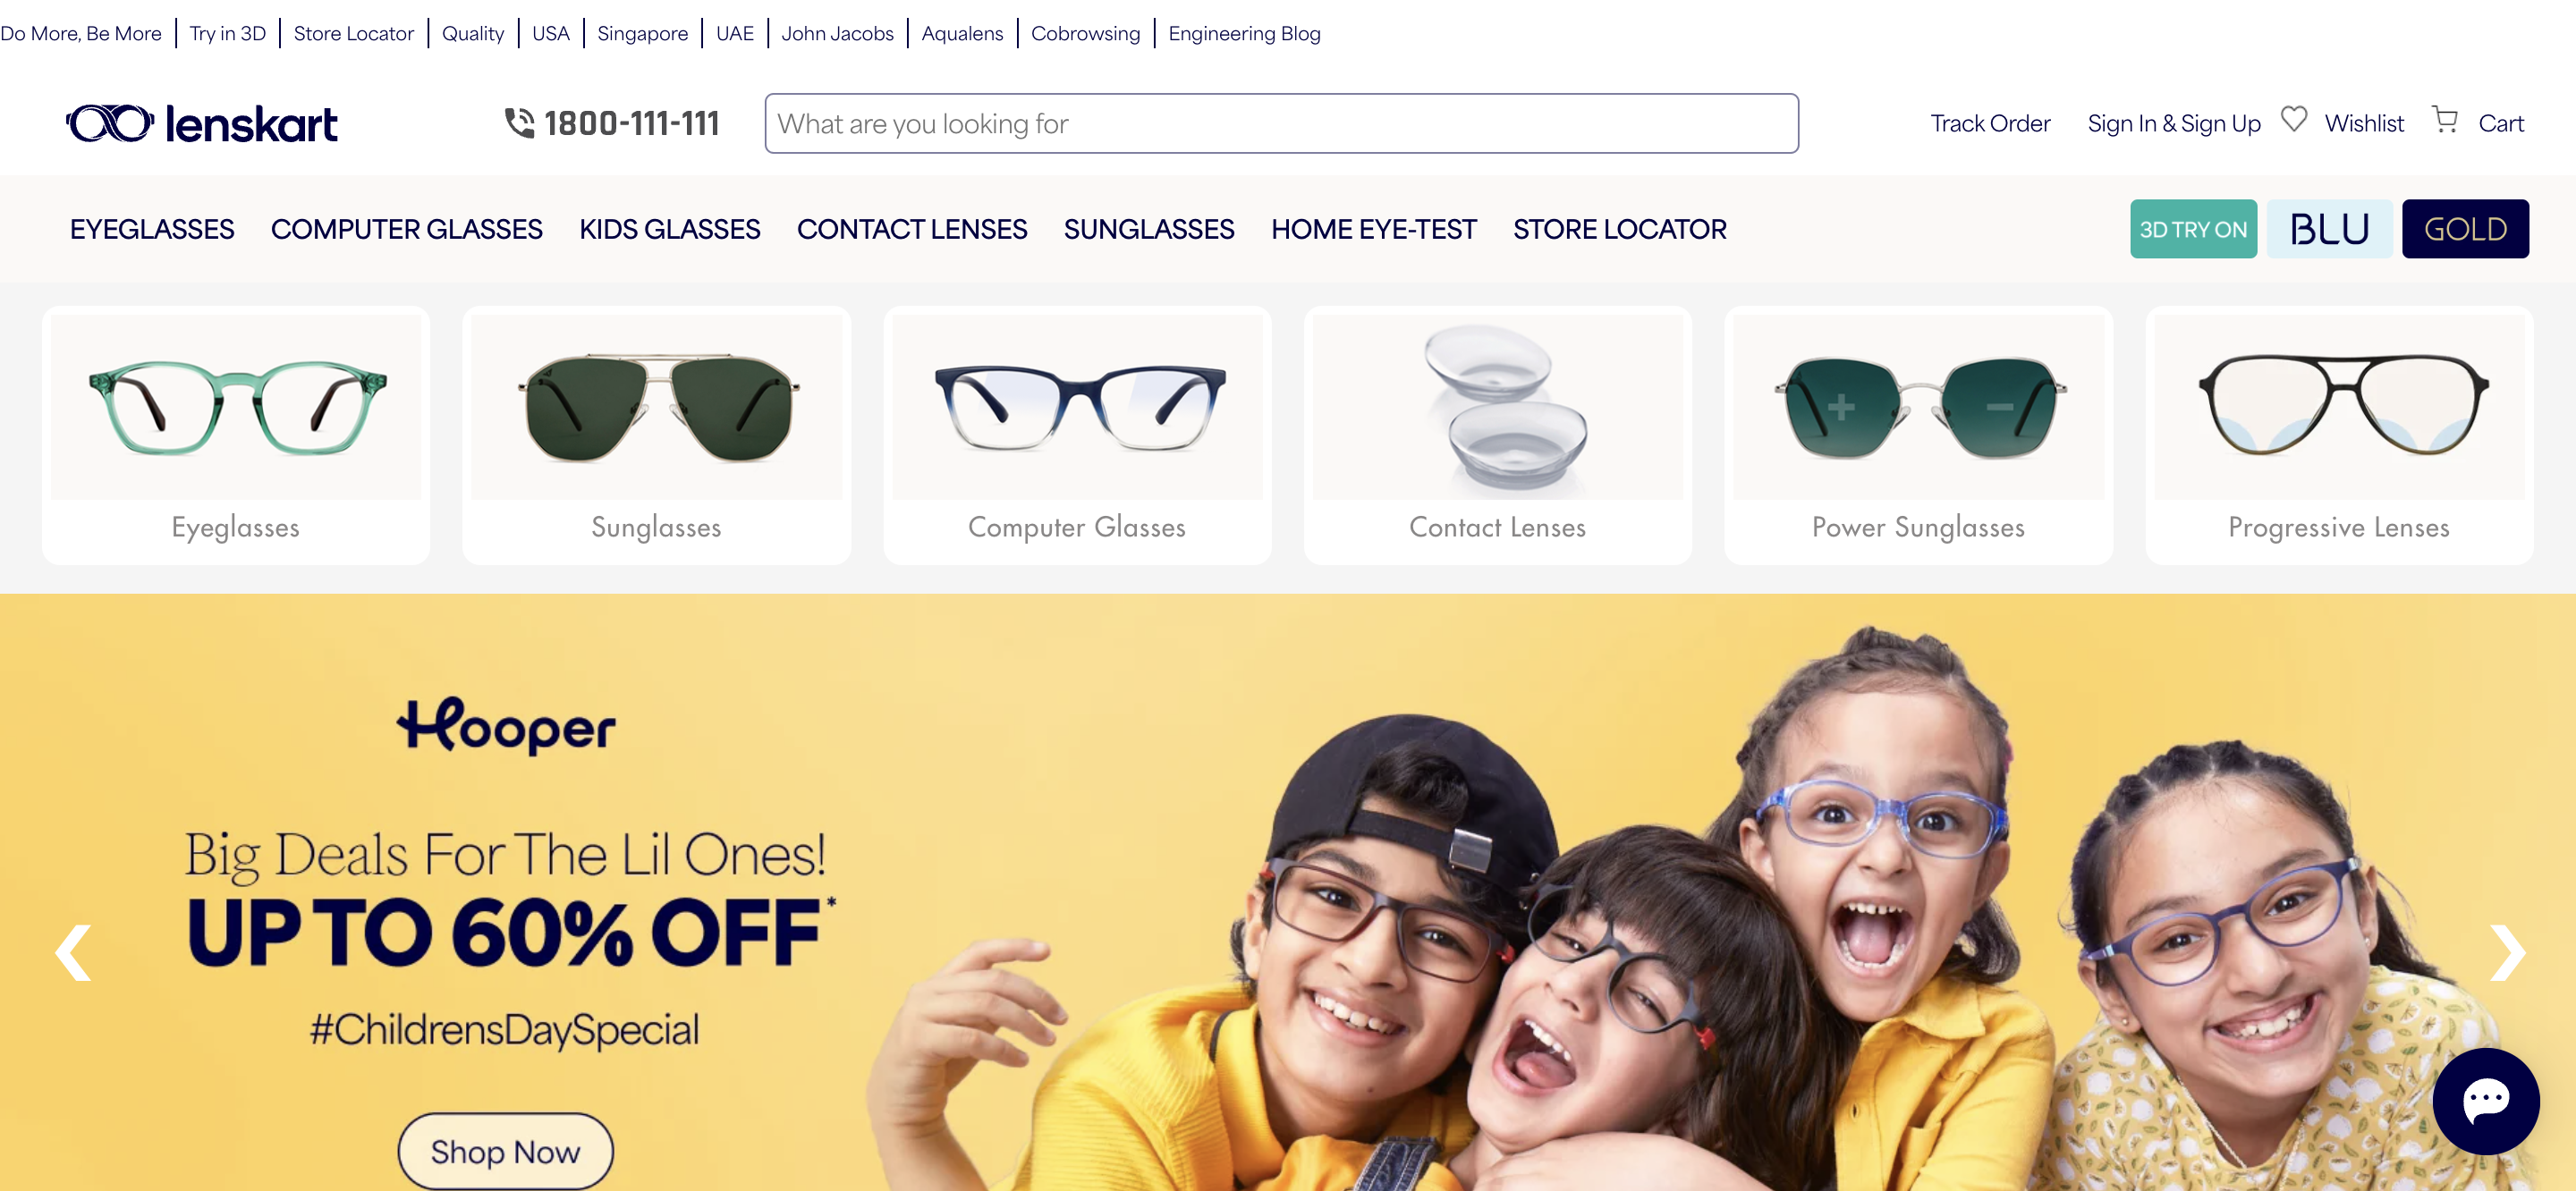 Do More, Be More | Try in 3D | Store Locator | Quality | USA | Singapore | UAE | John Jacobs | Aqualens | Cobrowsing | Engineering Blog
lenskart 1800-111-111 What are you looking for Track Order Sign In & Sign Up Wishlist Cart
EYEGLASSES COMPUTER GLASSES KIDS GLASSES CONTACT LENSES SUNGLASSES HOME EYE-TEST STORE LOCATOR 3D TRY ON BLU GOLD
Eyeglasses Sunglasses Computer Glasses Contact Lenses Power Sunglasses Progressive Lenses
Hooper
Big Deals For The Lil Ones!
UP TO 60% OFF*
#ChildrensDaySpecial
Shop Now